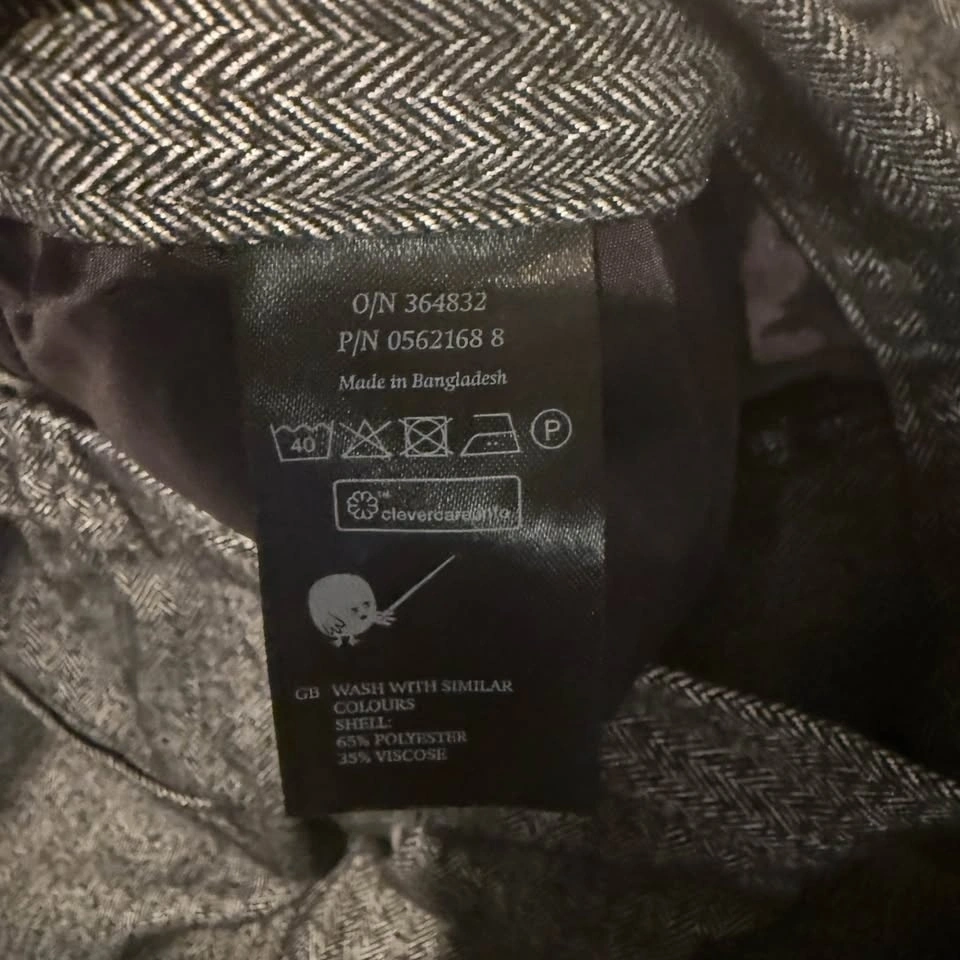 O/N 364832
P/N 0562168 8
Made in Bangladesh
40 P
™
clevercare.info
GB WASH WITH SIMILAR
COLOURS
SHELL:
65% POLYESTER
35% VISCOSE